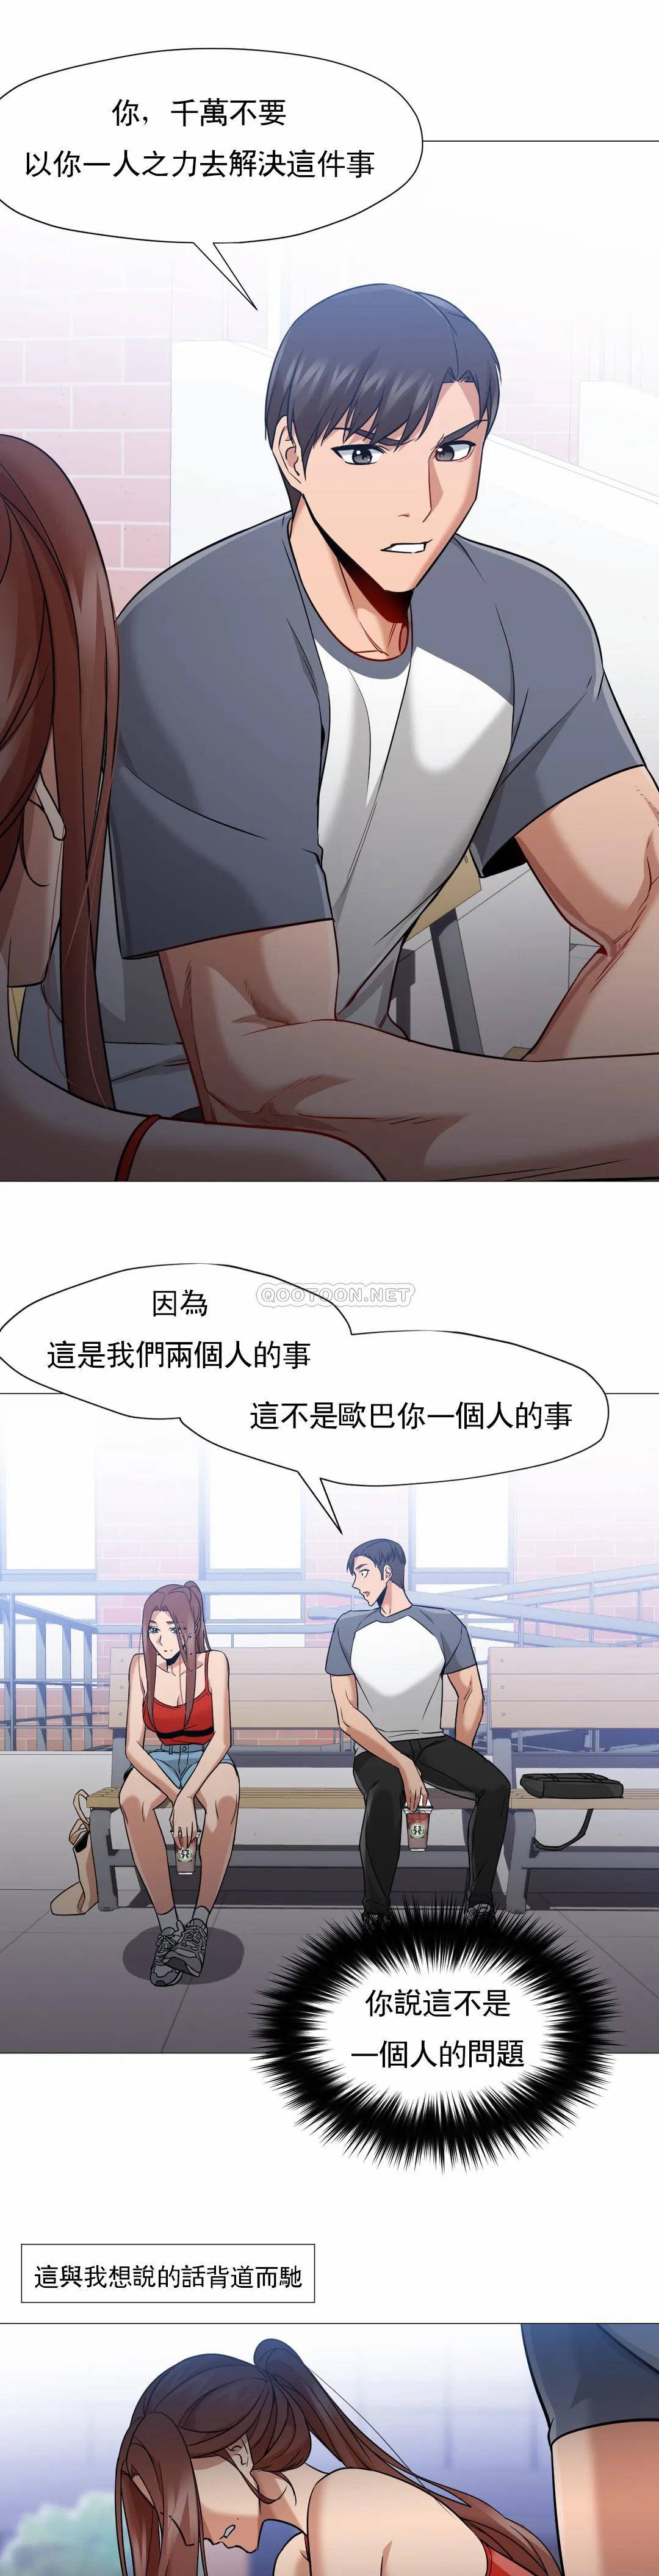 你，千萬不要
以你一人之力去解決這件事
QOOTOON.NET
因為
這是我們兩個人的事
這不是歐巴你一個人的事
你說這不是
一個人的問題
這與我想說的話背道而馳